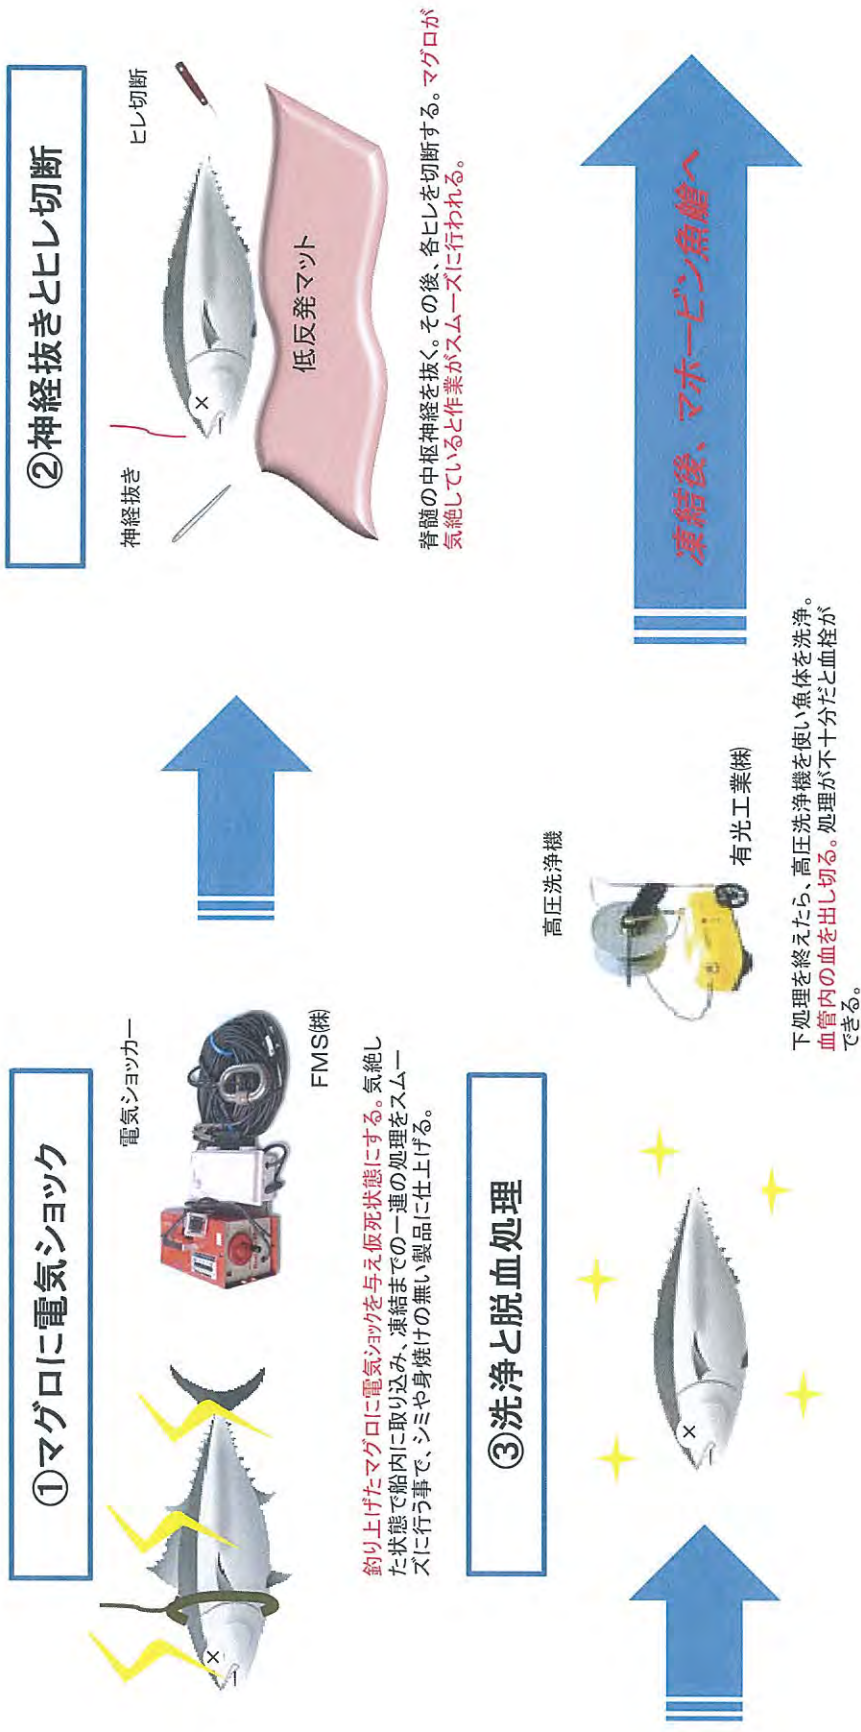 ①マグロに電気ショック
電気ショッカー
FMS㈱
釣り上げたマグロに電気ショックを与え仮死状態にする。気絶し
た状態で船内に取り込み、凍結までの一連の処理をスムー
ズに行う事で、シミや身焼けの無い製品に仕上げる。
②神経抜きとヒレ切断
神経抜き
ヒレ切断
低反発マット
脊髄の中枢神経を抜く。その後、各ヒレを切断する。マグロが
気絶していると作業がスムーズに行われる。
③洗浄と脱血処理
高圧洗浄機
有光工業㈱
下処理を終えたら、高圧洗浄機を使い魚体を洗浄。
血管内の血を出し切る。処理が不十分だと血栓が
できる。
凍結後、マホービン魚艙へ